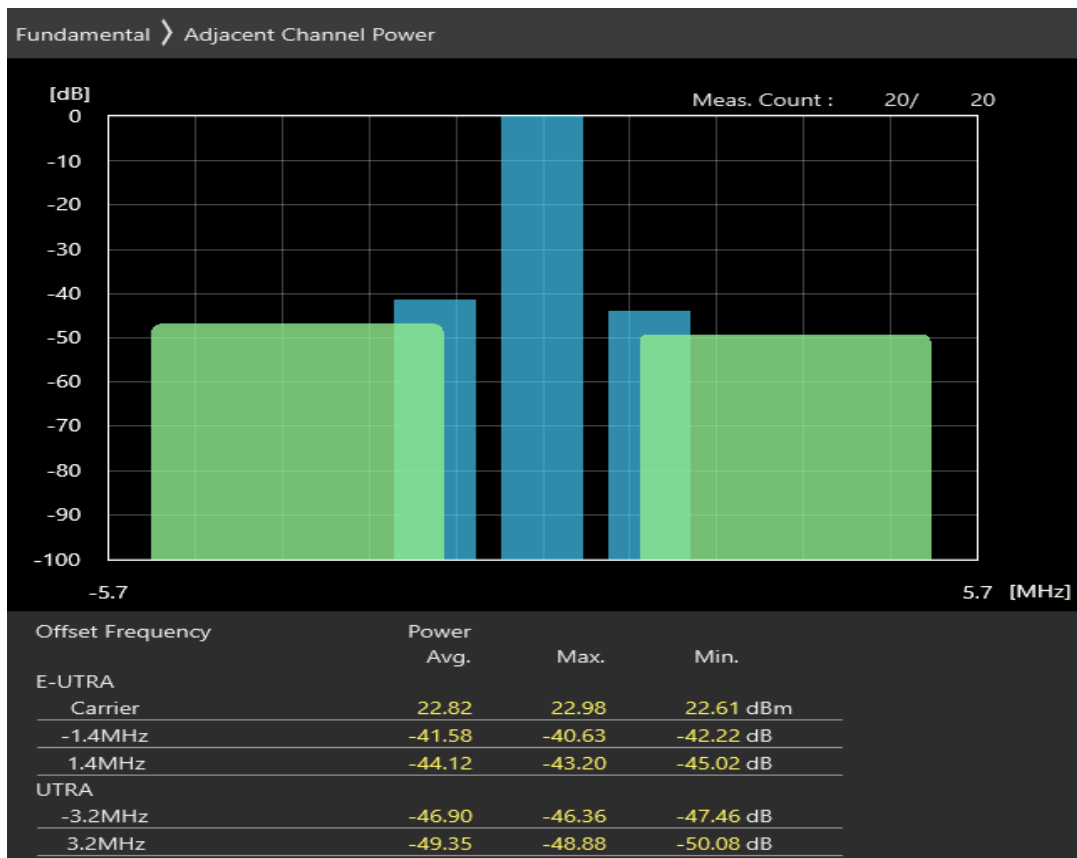 Fundamental 〉 Adjacent Channel Power
[dB]
Meas. Count : 20/ 20
0
-10
-20
-30
-40
-50
-60
-70
-80
-90
-100
-5.7 5.7 [MHz]
Offset Frequency Power
Avg. Max. Min.
E-UTRA
Carrier 22.82 22.98 22.61 dBm
-1.4MHz -41.58 -40.63 -42.22 dB
1.4MHz -44.12 -43.20 -45.02 dB
UTRA
-3.2MHz -46.90 -46.36 -47.46 dB
3.2MHz -49.35 -48.88 -50.08 dB